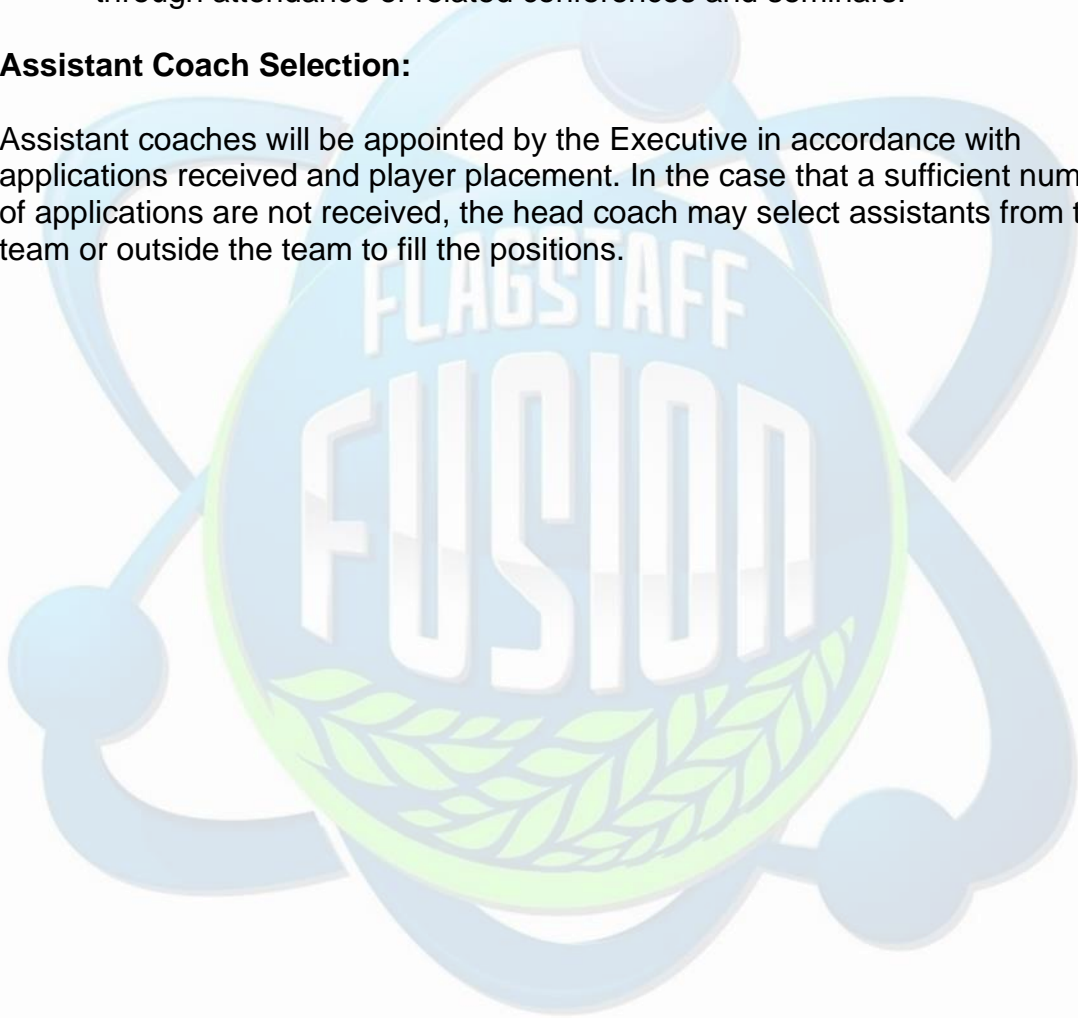 through attendance of related conferences and seminars.
Assistant Coach Selection:
Assistant coaches will be appointed by the Executive in accordance with
applications received and player placement. In the case that a sufficient num
of applications are not received, the head coach may select assistants from t
team or outside the team to fill the positions.
FLAGSTAFF
FUSION